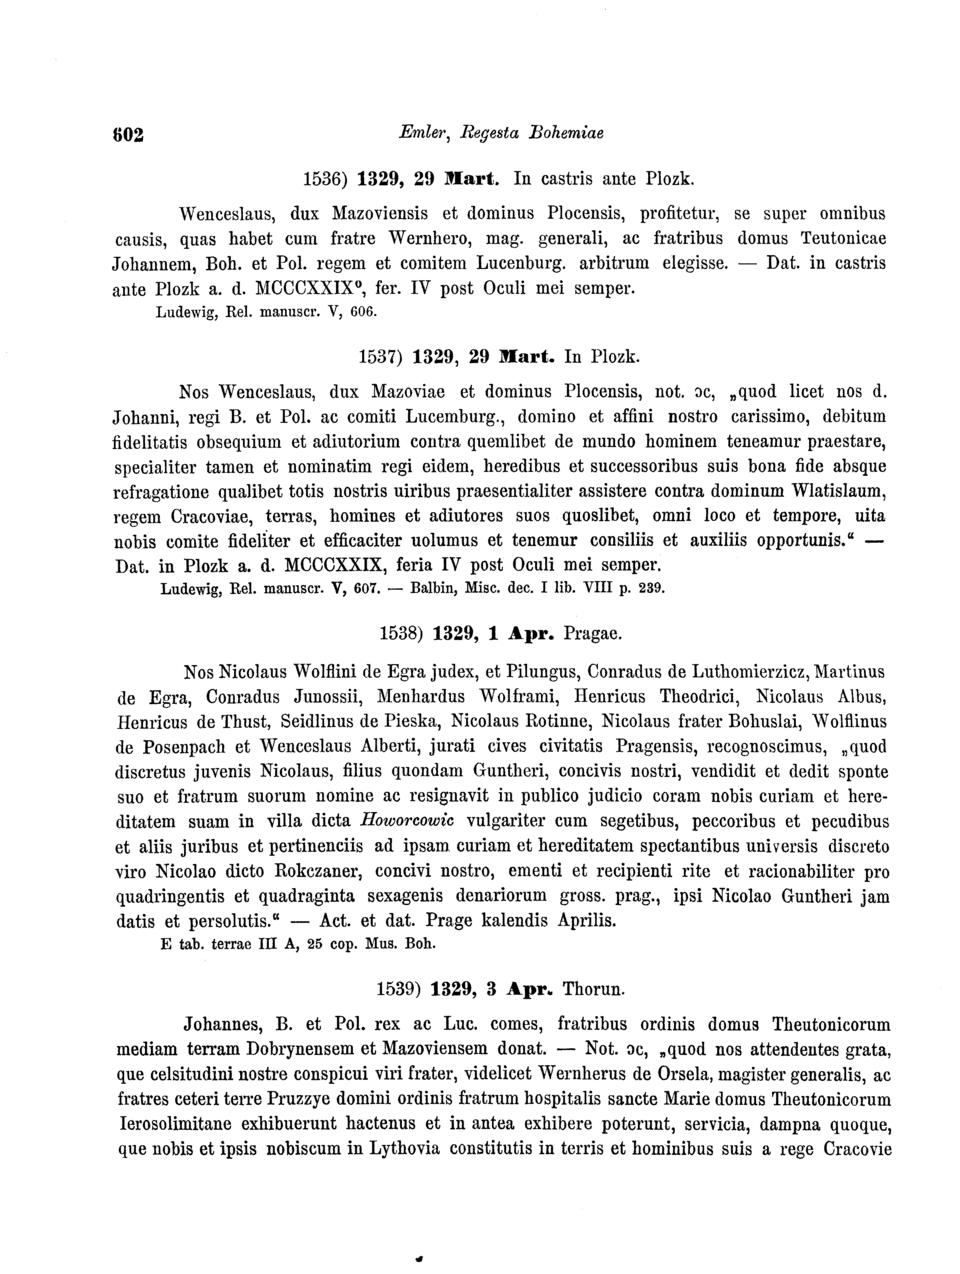 602 Emler, Regesta Bohemiae
1536) 1329, 29 Mart. In castris ante Plozk.
Wenceslaus, dux Mazoviensis et dominus Plocensis, profitetur, se super omnibus
causis, quas habet cum fratre Wernhero, mag. generali, ac fratribus domus Teutonicae
Johannem, Boh. et Pol. regem et comitem Lucenburg. arbitrum elegisse. — Dat. in castris
ante Plozk a. d. MCCCXXIX⁰, fer. IV post Oculi mei semper.
Ludewig, Rel. manuscr. V, 606.
1537) 1329, 29 Mart. In Plozk.
Nos Wenceslaus, dux Mazoviae et dominus Plocensis, not. ɔc, „quod licet nos d.
Johanni, regi B. et Pol. ac comiti Lucemburg., domino et affini nostro carissimo, debitum
fidelitatis obsequium et adiutorium contra quemlibet de mundo hominem teneamur praestare,
specialiter tamen et nominatim regi eidem, heredibus et successoribus suis bona fide absque
refragatione qualibet totis nostris uiribus praesentialiter assistere contra dominum Wlatislaum,
regem Cracoviae, terras, homines et adiutores suos quoslibet, omni loco et tempore, uita
nobis comite fideliter et efficaciter uolumus et tenemur consiliis et auxiliis opportunis.“ —
Dat. in Plozk a. d. MCCCXXIX, feria IV post Oculi mei semper.
Ludewig, Rel. manuscr. V, 607. — Balbin, Misc. dec. I lib. VIII p. 239.
1538) 1329, 1 Apr. Pragae.
Nos Nicolaus Wolflini de Egra judex, et Pilungus, Conradus de Luthomierzicz, Martinus
de Egra, Conradus Junossii, Menhardus Wolframi, Henricus Theodrici, Nicolaus Albus,
Henricus de Thust, Seidlinus de Pieska, Nicolaus Rotinne, Nicolaus frater Bohuslai, Wolflinus
de Posenpach et Wenceslaus Alberti, jurati cives civitatis Pragensis, recognoscimus, „quod
discretus juvenis Nicolaus, filius quondam Guntheri, concivis nostri, vendidit et dedit sponte
suo et fratrum suorum nomine ac resignavit in publico judicio coram nobis curiam et here-
ditatem suam in villa dicta Howorcowic vulgariter cum segetibus, peccoribus et pecudibus
et aliis juribus et pertinenciis ad ipsam curiam et hereditatem spectantibus universis discreto
viro Nicolao dicto Rokczaner, concivi nostro, ementi et recipienti rite et racionabiliter pro
quadringentis et quadraginta sexagenis denariorum gross. prag., ipsi Nicolao Guntheri jam
datis et persolutis.“ — Act. et dat. Prage kalendis Aprilis.
E tab. terrae III A, 25 cop. Mus. Boh.
1539) 1329, 3 Apr. Thorun.
Johannes, B. et Pol. rex ac Luc. comes, fratribus ordinis domus Theutonicorum
mediam terram Dobrynensem et Mazoviensem donat. — Not. ɔc, „quod nos attendentes grata,
que celsitudini nostre conspicui viri frater, videlicet Wernherus de Orsela, magister generalis, ac
fratres ceteri terre Pruzzye domini ordinis fratrum hospitalis sancte Marie domus Theutonicorum
Ierosolimitane exhibuerunt hactenus et in antea exhibere poterunt, servicia, dampna quoque,
que nobis et ipsis nobiscum in Lythovia constitutis in terris et hominibus suis a rege Cracovie